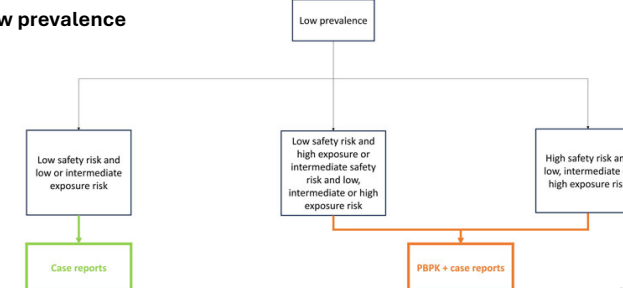 w prevalence
Low prevalence
Low safety risk and
low or intermediate
exposure risk
Low safety risk and
high exposure or
intermediate safety
risk and low,
intermediate or high
exposure risk
High safety risk an
low, intermediate
high exposure ris
Case reports
PBPK + case reports